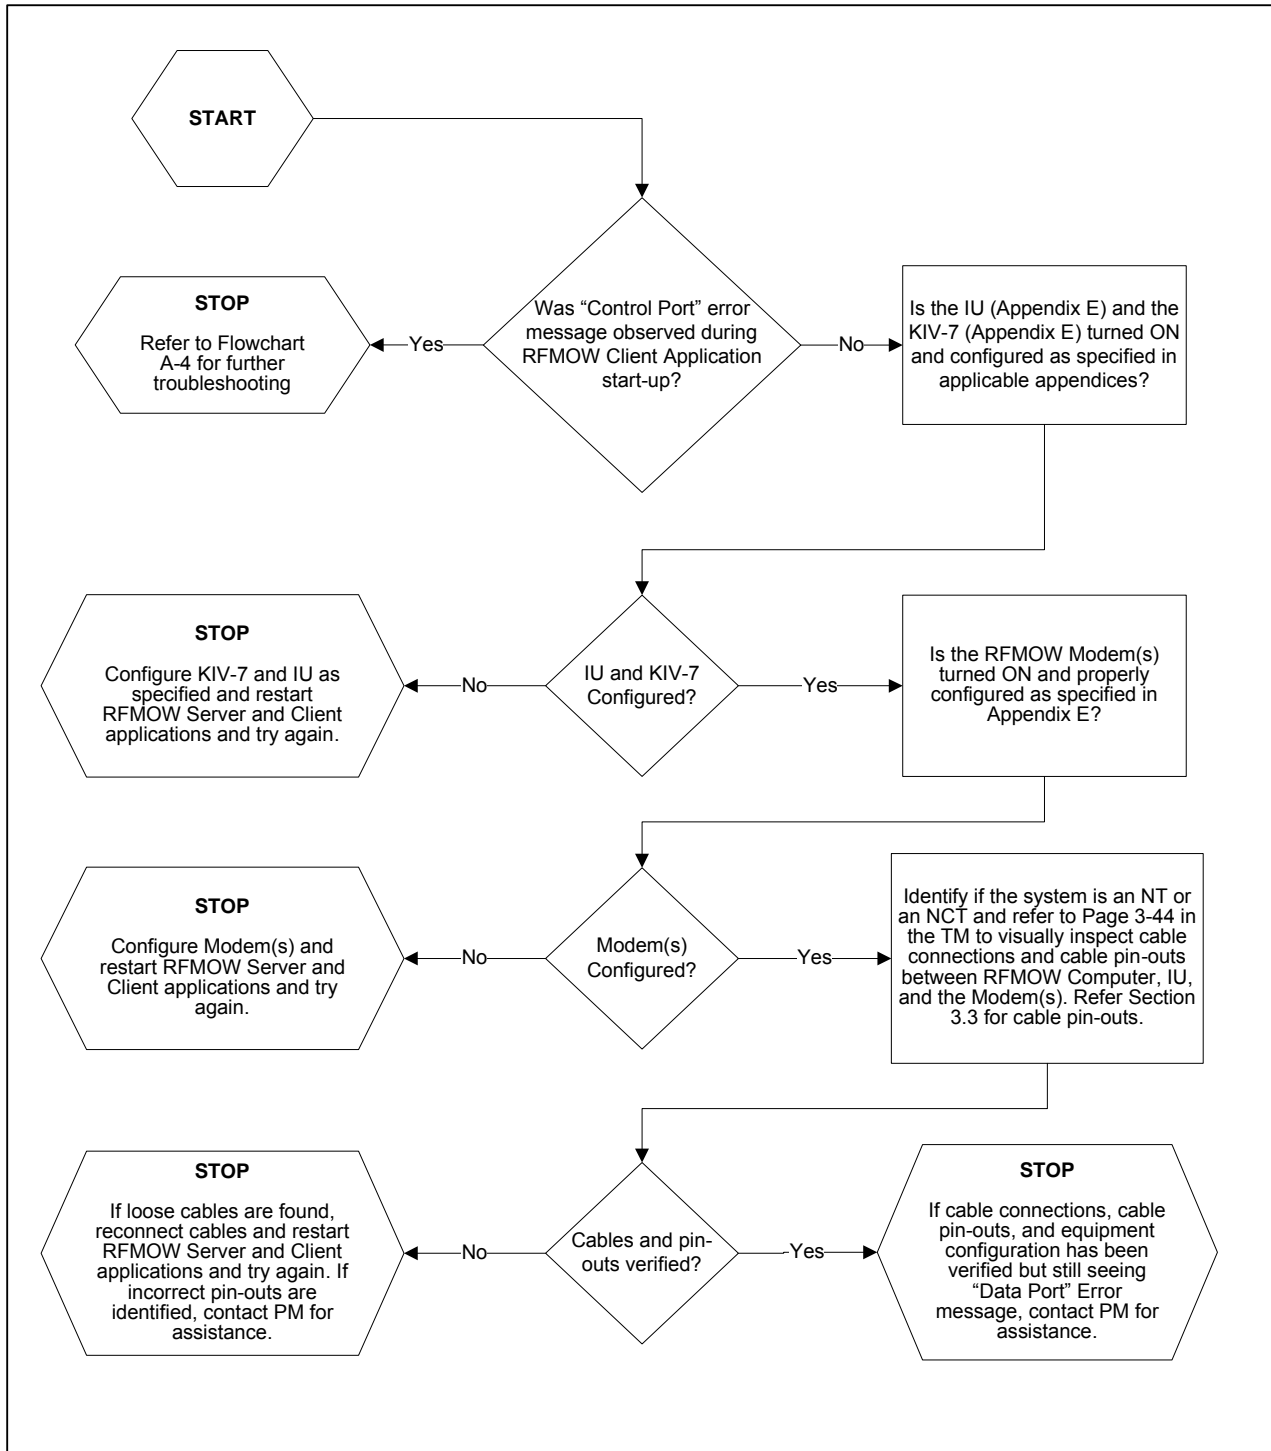 START
STOP
Refer to Flowchart
A-4 for further
troubleshooting
Yes
Was “Control Port” error
message observed during
RFMOW Client Application
start-up?
No
Is the IU (Appendix E) and the
KIV-7 (Appendix E) turned ON
and configured as specified in
applicable appendices?
STOP
Configure KIV-7 and IU as
specified and restart
RFMOW Server and Client
applications and try again.
No
IU and KIV-7
Configured?
Yes
Is the RFMOW Modem(s)
turned ON and properly
configured as specified in
Appendix E?
STOP
Configure Modem(s) and
restart RFMOW Server and
Client applications and try
again.
No
Modem(s)
Configured?
Yes
Identify if the system is an NT or
an NCT and refer to Page 3-44 in
the TM to visually inspect cable
connections and cable pin-outs
between RFMOW Computer, IU,
and the Modem(s). Refer Section
3.3 for cable pin-outs.
STOP
If loose cables are found,
reconnect cables and restart
RFMOW Server and Client
applications and try again. If
incorrect pin-outs are
identified, contact PM for
assistance.
No
Cables and pin-
outs verified?
Yes
STOP
If cable connections, cable
pin-outs, and equipment
configuration has been
verified but still seeing
“Data Port” Error
message, contact PM for
assistance.